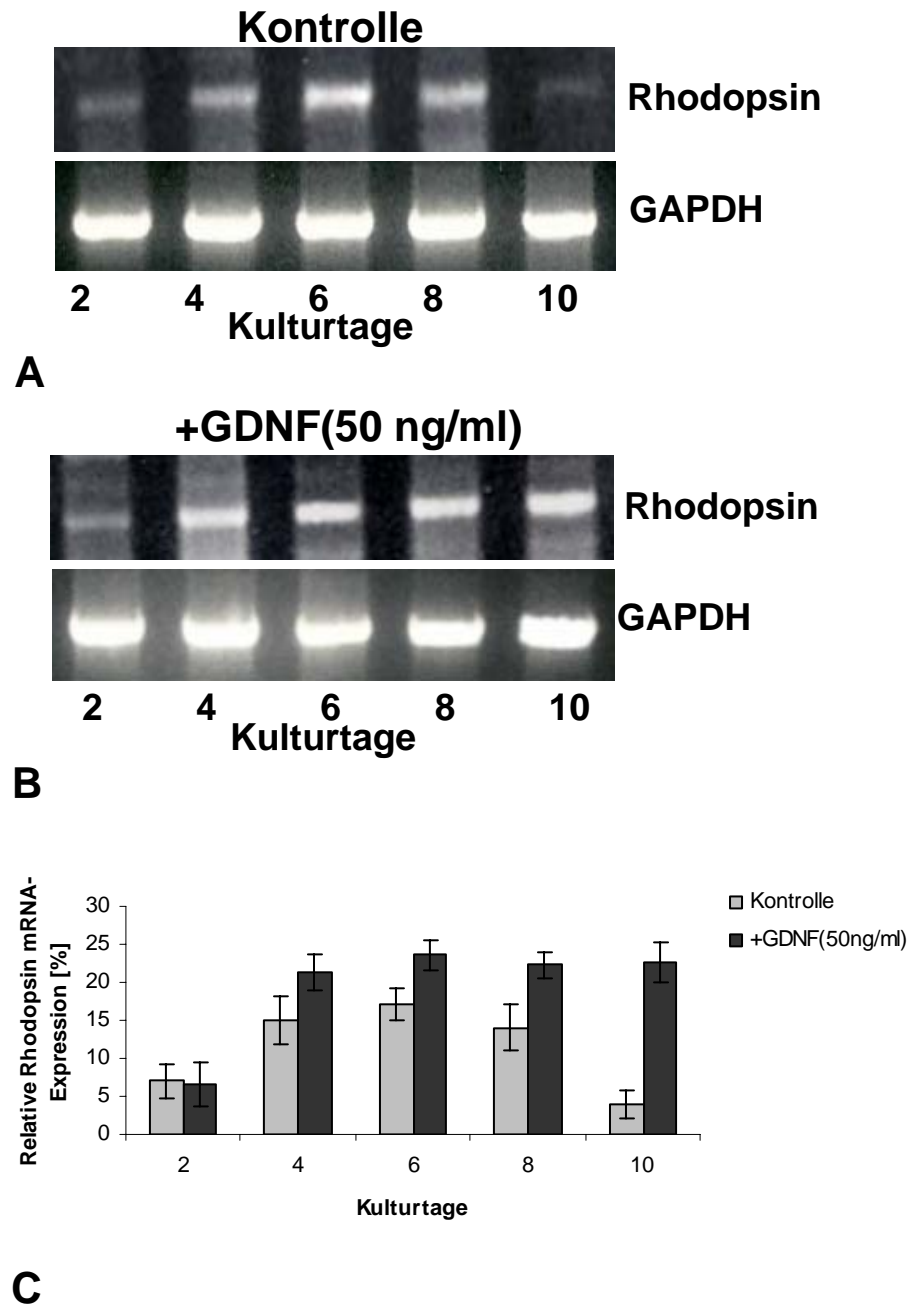 Kontrolle
Rhodopsin
GAPDH
2 4 6 8 10
Kulturtage
A
+GDNF(50 ng/ml)
Rhodopsin
GAPDH
2 4 6 8 10
Kulturtage
B
Relative Rhodopsin mRNA-
Expression [%]
30
25
20
15
10
5
0
2 4 6 8 10
Kulturtage
Kontrolle
+GDNF(50ng/ml)
C